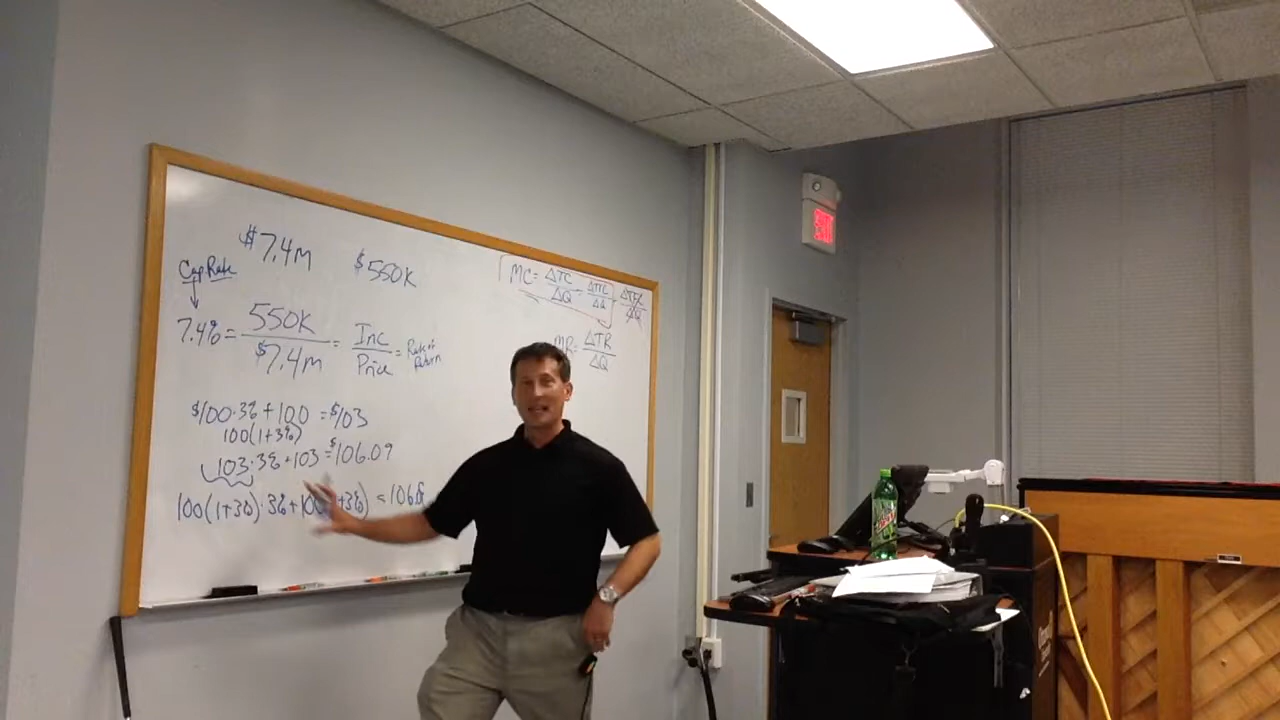 $7.4m
$550K
Cap Rate
7.4% = 550K / $7.4m = Inc / Price = Rate of Return
$100·3% + 100 = $103
100(1+3%)
103·3% + 103 = $106.09
100(1+3%)·3% + 100 +3%) = 106
MC = ΔTC / ΔQ
MR = ΔTR / ΔQ
EXIT